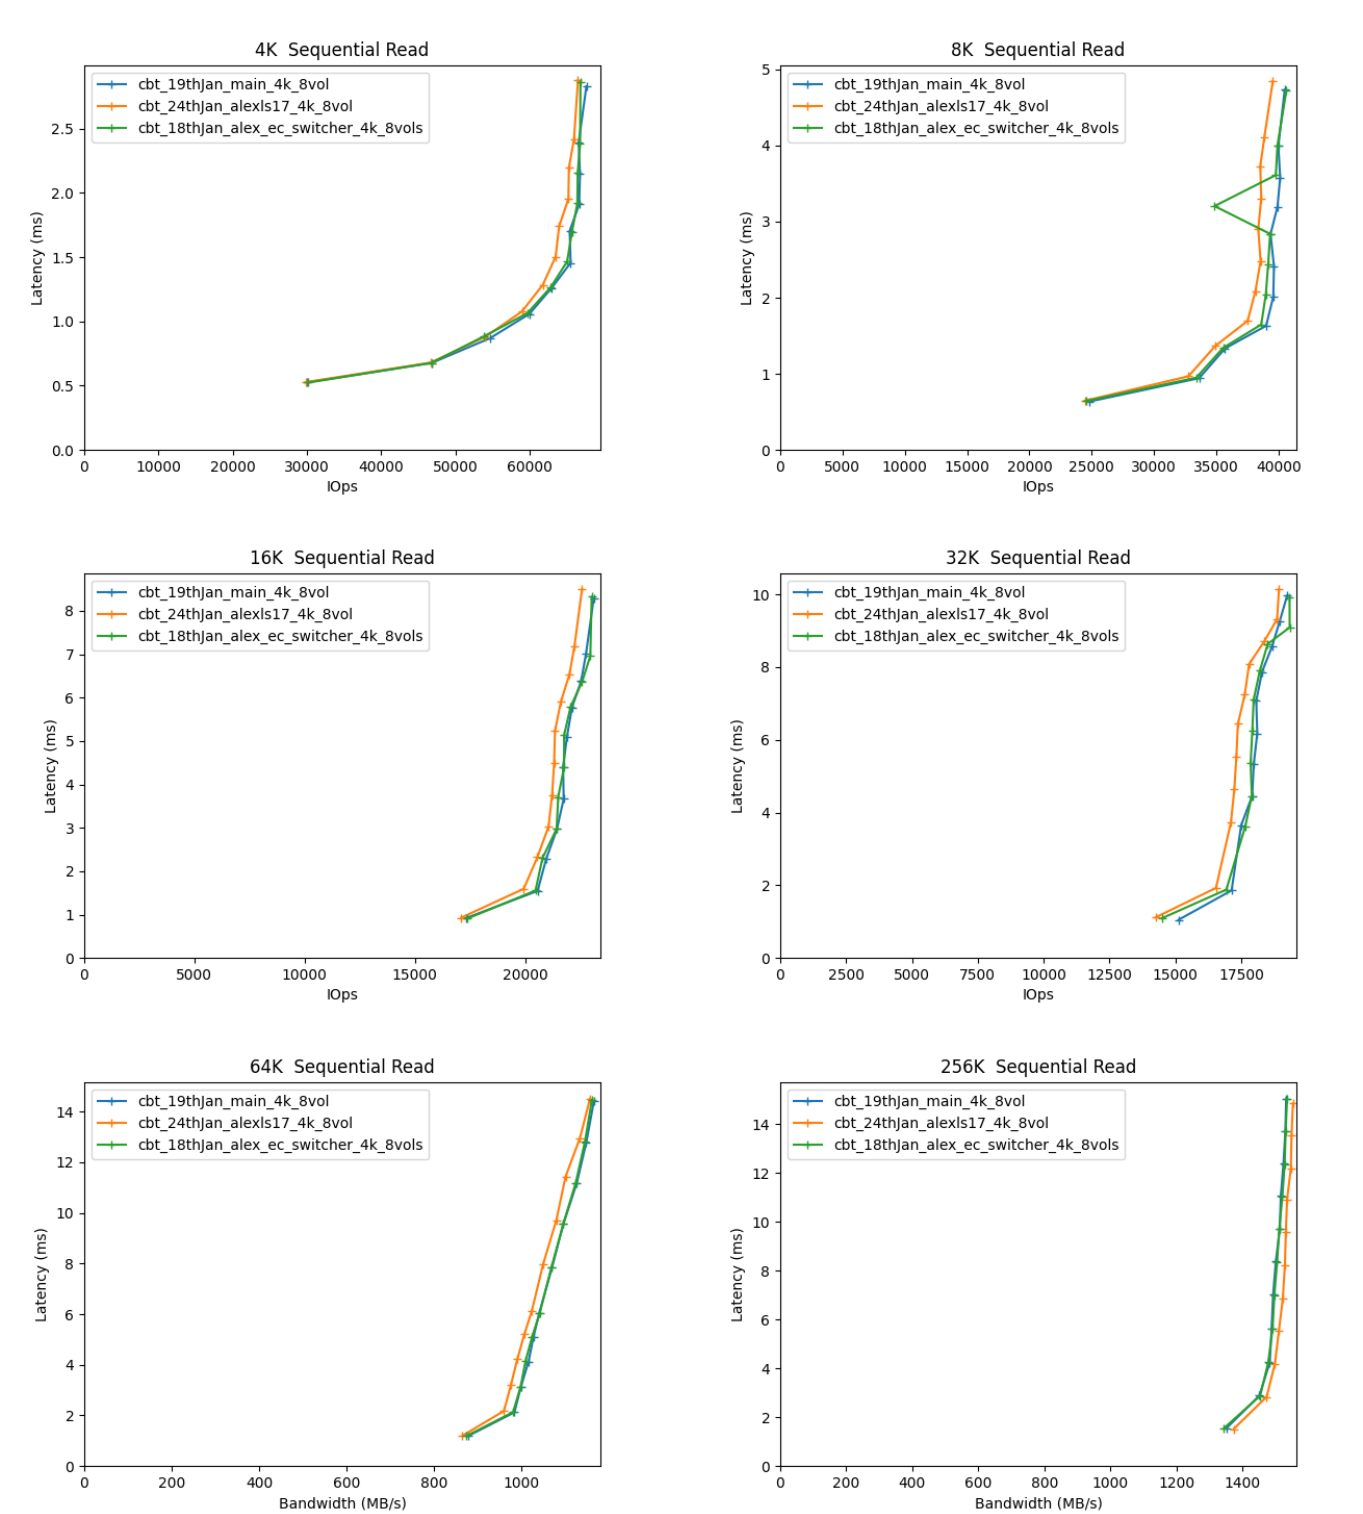 4K  Sequential Read
cbt_19thJan_main_4k_8vol
cbt_24thJan_alexls17_4k_8vol
cbt_18thJan_alex_ec_switcher_4k_8vols
Latency (ms)
2.5
2.0
1.5
1.0
0.5
0.0
0 10000 20000 30000 40000 50000 60000
IOps
8K  Sequential Read
cbt_19thJan_main_4k_8vol
cbt_24thJan_alexls17_4k_8vol
cbt_18thJan_alex_ec_switcher_4k_8vols
Latency (ms)
5
4
3
2
1
0
0 5000 10000 15000 20000 25000 30000 35000 40000
IOps
16K  Sequential Read
cbt_19thJan_main_4k_8vol
cbt_24thJan_alexls17_4k_8vol
cbt_18thJan_alex_ec_switcher_4k_8vols
Latency (ms)
8
7
6
5
4
3
2
1
0
0 5000 10000 15000 20000
IOps
32K  Sequential Read
cbt_19thJan_main_4k_8vol
cbt_24thJan_alexls17_4k_8vol
cbt_18thJan_alex_ec_switcher_4k_8vols
Latency (ms)
10
8
6
4
2
0
0 2500 5000 7500 10000 12500 15000 17500
IOps
64K  Sequential Read
cbt_19thJan_main_4k_8vol
cbt_24thJan_alexls17_4k_8vol
cbt_18thJan_alex_ec_switcher_4k_8vols
Latency (ms)
14
12
10
8
6
4
2
0
0 200 400 600 800 1000
Bandwidth (MB/s)
256K  Sequential Read
cbt_19thJan_main_4k_8vol
cbt_24thJan_alexls17_4k_8vol
cbt_18thJan_alex_ec_switcher_4k_8vols
Latency (ms)
14
12
10
8
6
4
2
0
0 200 400 600 800 1000 1200 1400
Bandwidth (MB/s)